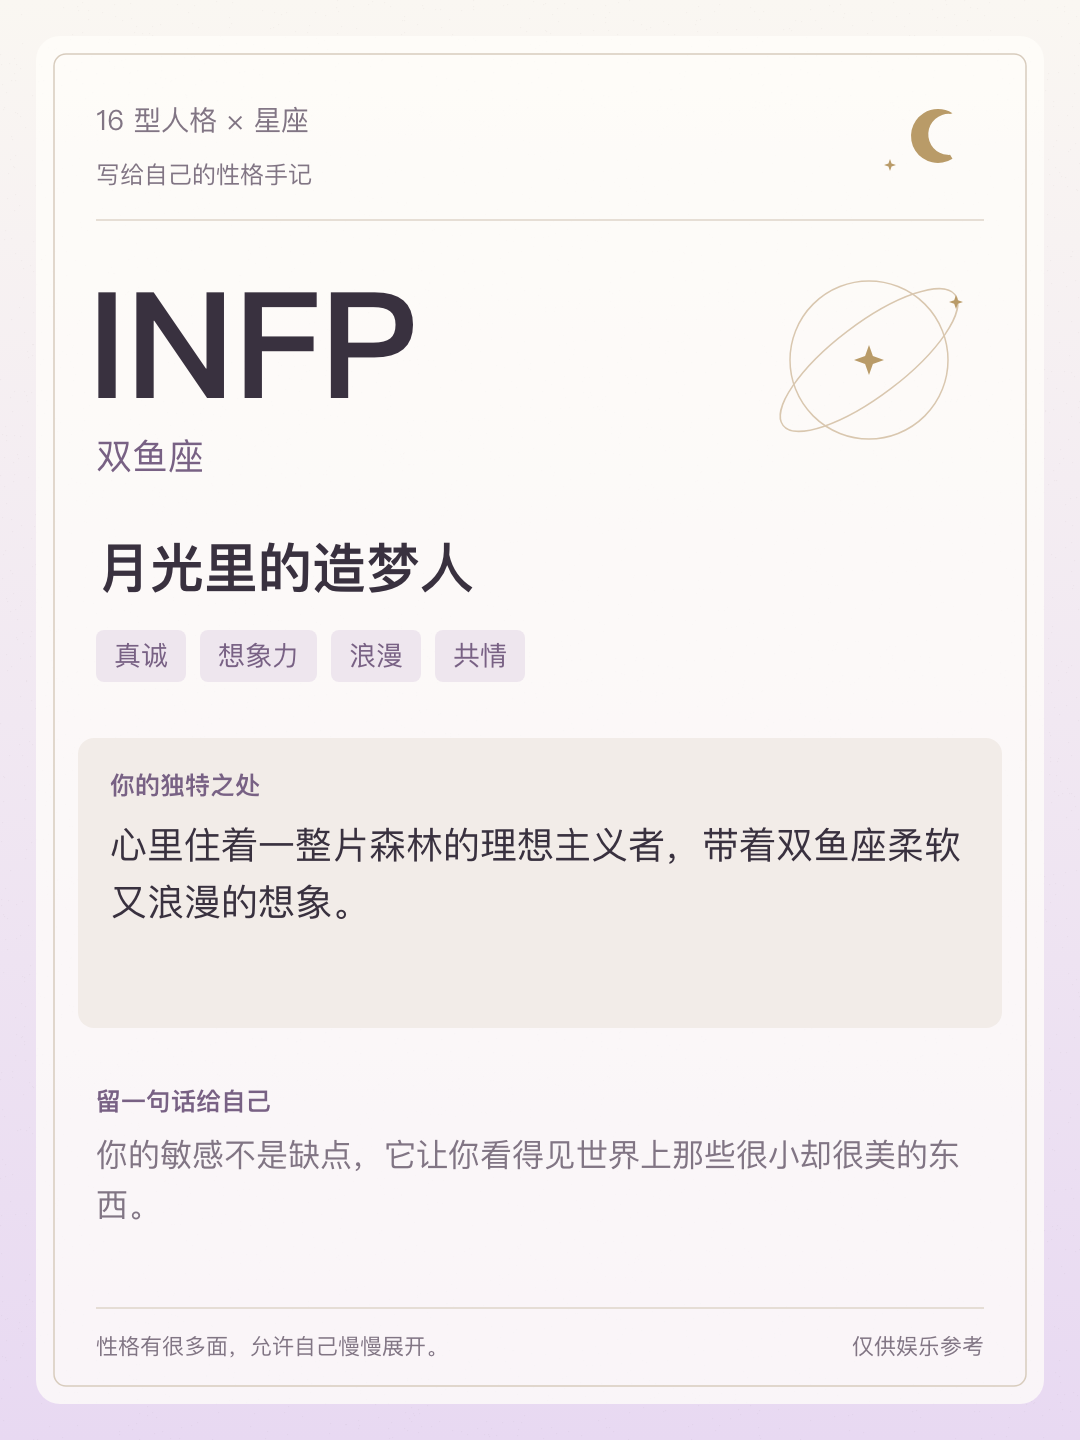 16 型人格 × 星座
写给自己的性格手记
INFP
双鱼座
月光里的造梦人
真诚 想象力 浪漫 共情
你的独特之处
心里住着一整片森林的理想主义者，带着双鱼座柔软
又浪漫的想象。
留一句话给自己
你的敏感不是缺点，它让你看得见世界上那些很小却很美的东
西。
性格有很多面，允许自己慢慢展开。 仅供娱乐参考